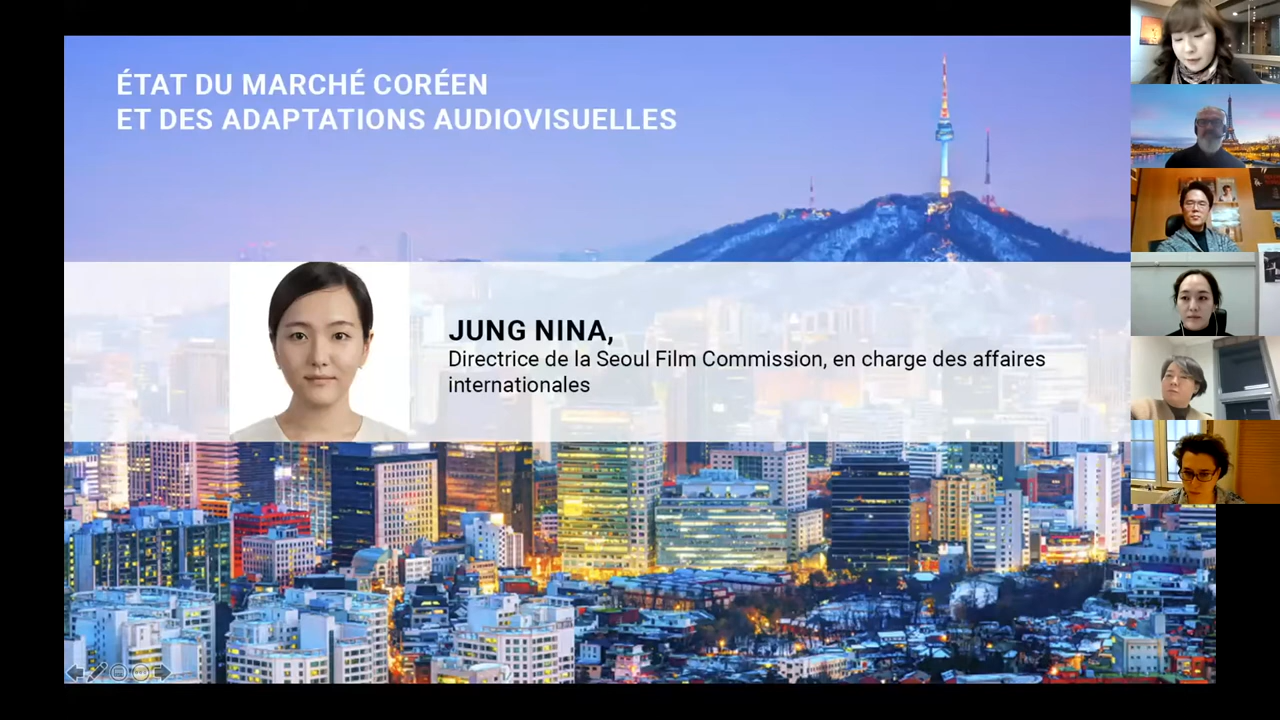 ÉTAT DU MARCHÉ CORÉEN
ET DES ADAPTATIONS AUDIOVISUELLES
JUNG NINA,
Directrice de la Seoul Film Commission, en charge des affaires
internationales